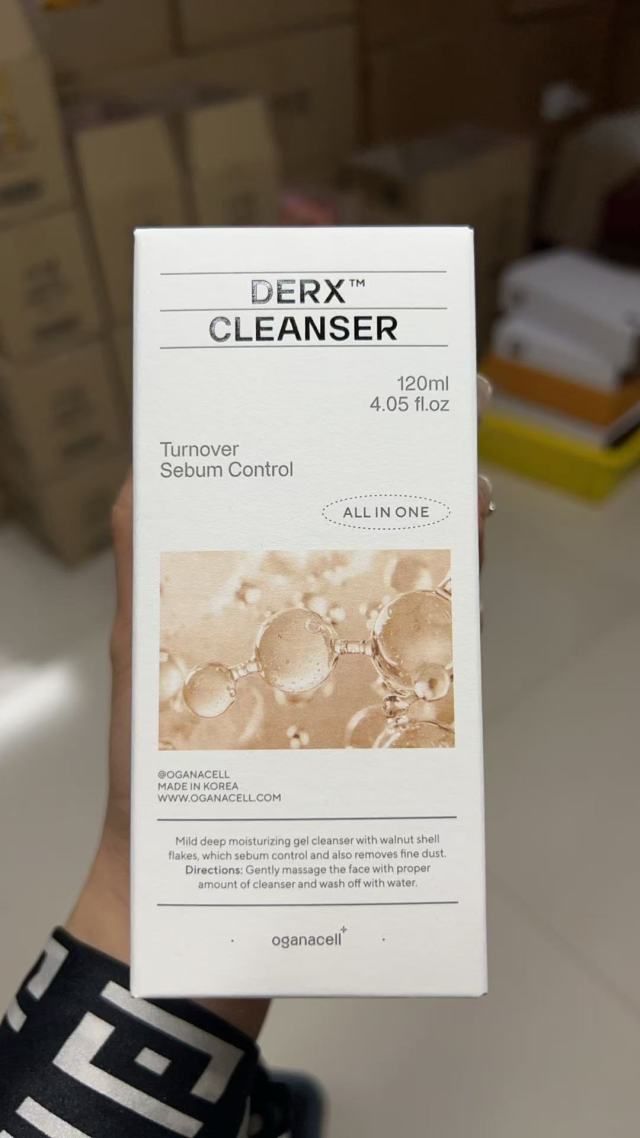 DERX™
CLEANSER
120ml
4.05 fl.oz
Turnover
Sebum Control
ALL IN ONE
@OGANACELL
MADE IN KOREA
WWW.OGANACELL.COM
Mild deep moisturizing gel cleanser with walnut shell
flakes, which sebum control and also removes fine dust.
Directions: Gently massage the face with proper
amount of cleanser and wash off with water.
· oganacell⁺ ·